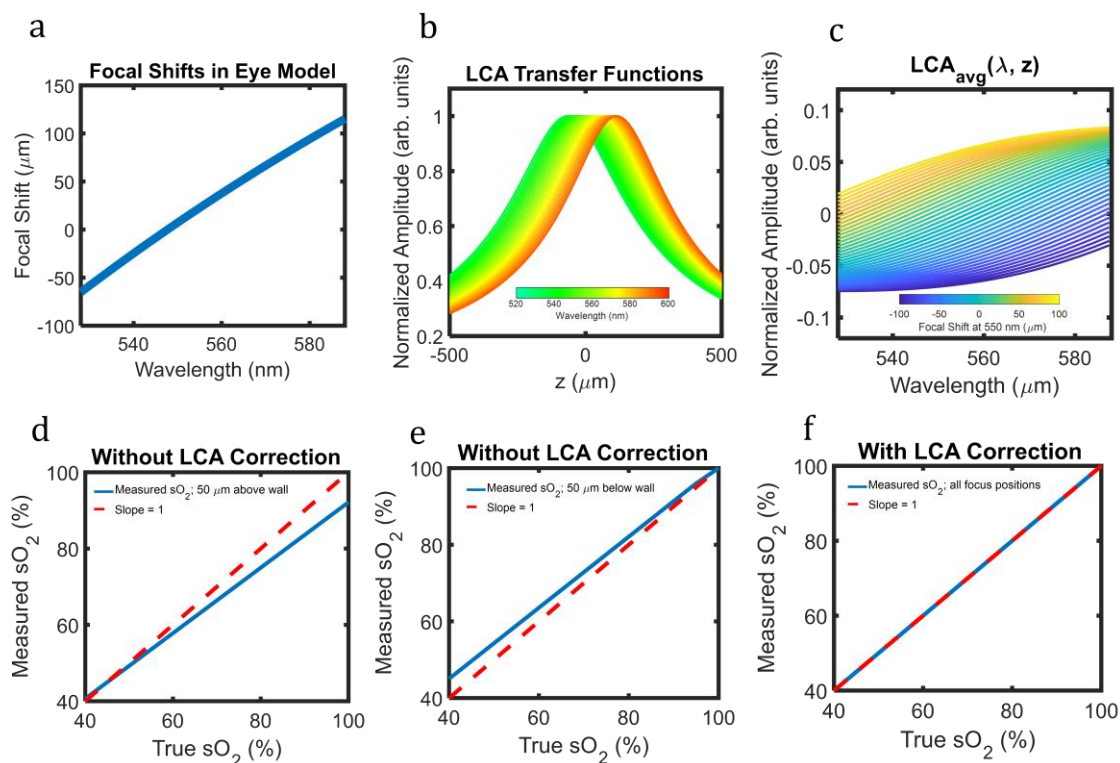 a
Focal Shifts in Eye Model
150
100
50
0
-50
-100
Focal Shift (μm)
540
560
580
Wavelength (nm)
b
LCA Transfer Functions
1
0.8
0.6
0.4
0.2
Normalized Amplitude (arb. units)
520
540
560
580
600
Wavelength (nm)
-500
0
500
z (μm)
c
LCAavg(λ, z)
0.1
0.05
0
-0.05
-0.1
Normalized Amplitude (arb. units)
-100
-50
0
50
100
Focal Shift at 550 nm (μm)
540
560
580
Wavelength (μm)
d
Without LCA Correction
100
80
60
40
Measured sO2 (%)
Measured sO2; 50 μm above wall
Slope = 1
40
60
80
100
True sO2 (%)
e
Without LCA Correction
100
80
60
40
Measured sO2 (%)
Measured sO2; 50 μm below wall
Slope = 1
40
60
80
100
True sO2 (%)
f
With LCA Correction
100
80
60
40
Measured sO2 (%)
Measured sO2; all focus positions
Slope = 1
40
60
80
100
True sO2 (%)